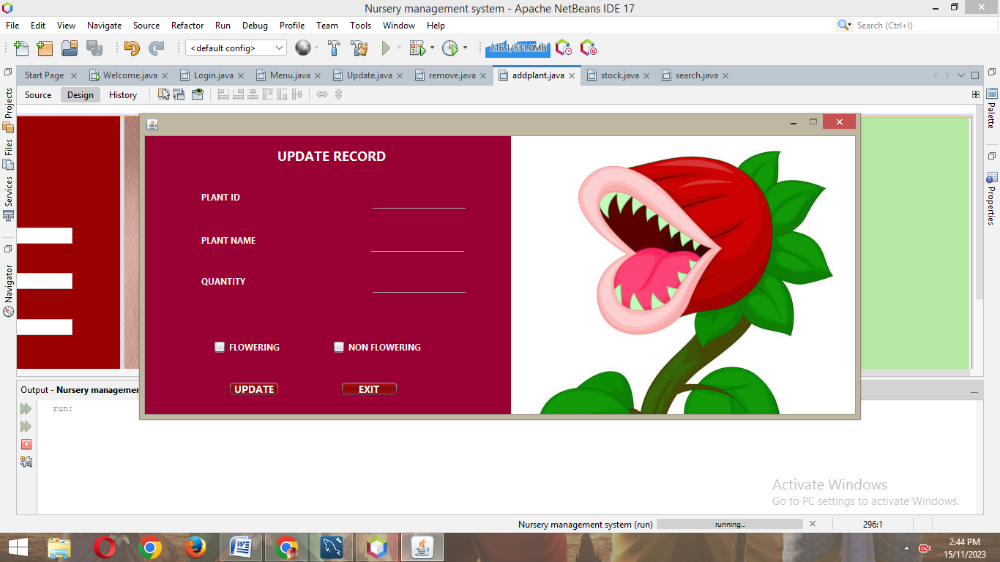 Nursery management system - Apache NetBeans IDE 17
File Edit View Navigate Source Refactor Run Debug Profile Team Tools Window Help
Search (Ctrl+I)
<default config>
216.1/531.0MB
Start Page Welcome.java Login.java Menu.java Update.java remove.java addplant.java stock.java search.java
Source Design History
Projects
Files
Services
Navigator
Palette
Properties
UPDATE RECORD
PLANT ID
PLANT NAME
QUANTITY
FLOWERING NON FLOWERING
UPDATE EXIT
Output - Nursery managemen
run:
Activate Windows
Go to PC settings to activate Windows.
Nursery management system (run) running... 296:1
2:44 PM
15/11/2023